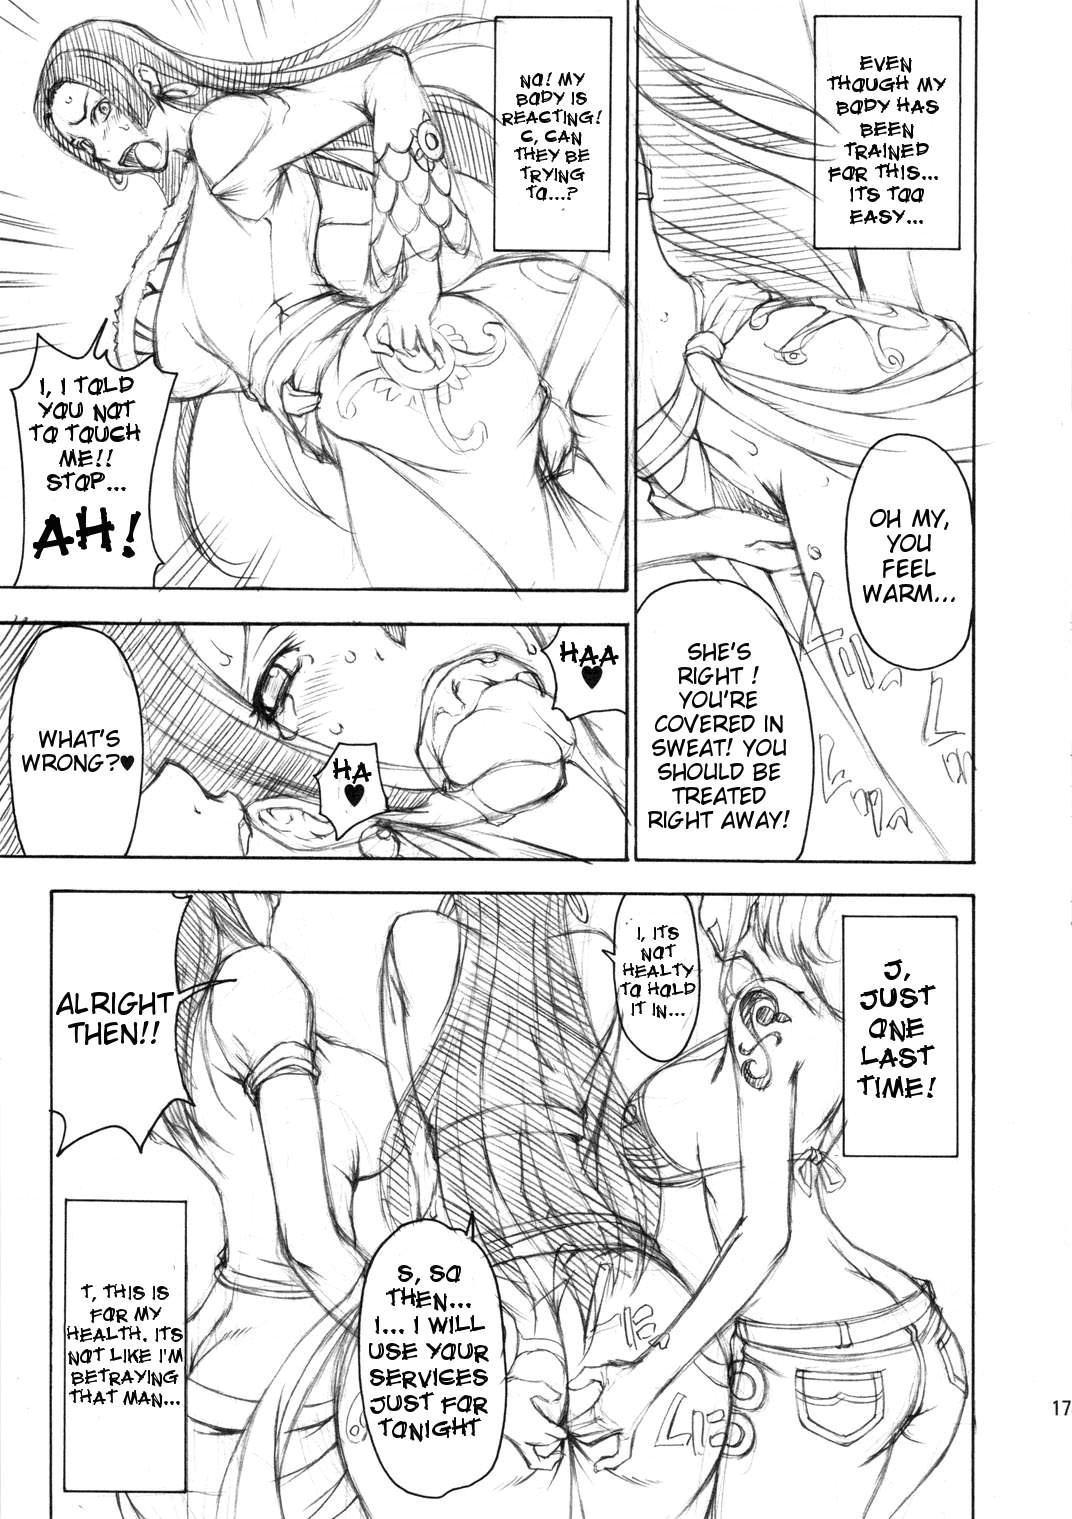 EVEN
THOUGH MY
BODY HAS
BEEN
TRAINED
FOR THIS...
ITS TOO
EASY...
NO! MY
BODY IS
REACTING!
C, CAN
THEY BE
TRYING
TO...?
I, I TOLD
YOU NOT
TO TOUCH
ME!!
STOP...
AH!
OH MY,
YOU
FEEL
WARM...
SHE'S
RIGHT !
YOU'RE
COVERED IN
SWEAT! YOU
SHOULD BE
TREATED
RIGHT AWAY!
HAA
♥
HA
♥
WHAT'S
WRONG?♥
J,
JUST
ONE
LAST
TIME!
I, ITS
NOT
HEALTY
TO HOLD
IT IN...
ALRIGHT
THEN!!
S, SO
THEN...
I... I WILL
USE YOUR
SERVICES
JUST FOR
TONIGHT
T, THIS IS
FOR MY
HEALTH. ITS
NOT LIKE I'M
BETRAYING
THAT MAN...
17